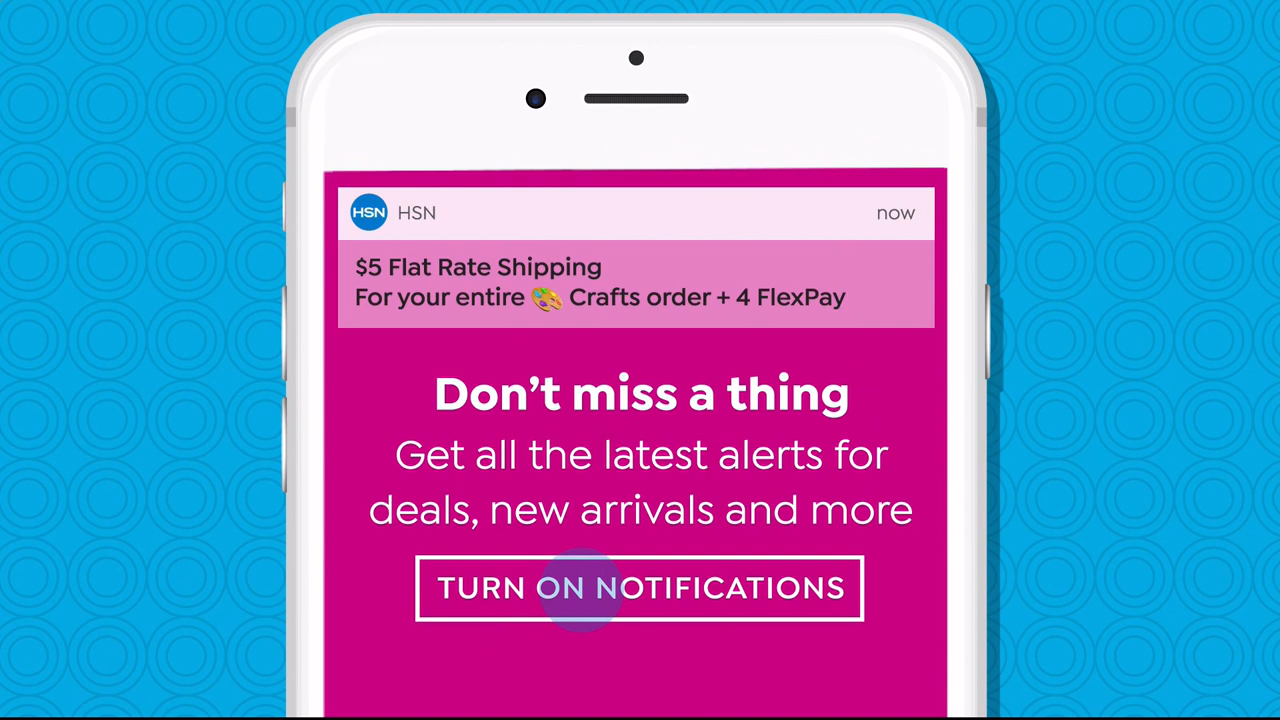 HSN HSN now
$5 Flat Rate Shipping
For your entire 🎨 Crafts order + 4 FlexPay
Don't miss a thing
Get all the latest alerts for
deals, new arrivals and more
TURN ON NOTIFICATIONS